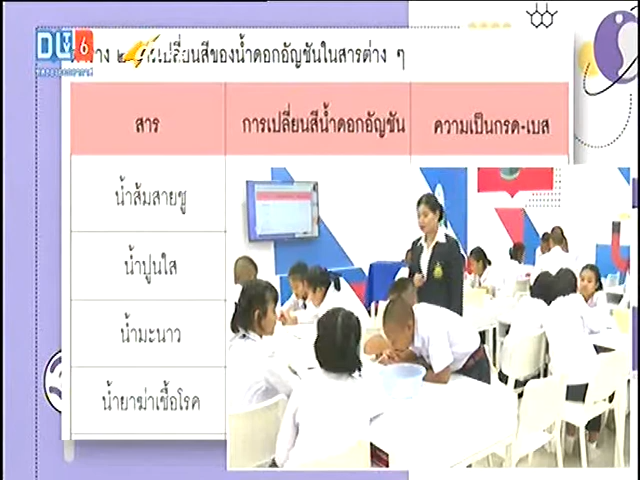 DLTV 6
การเปลี่ยนสีของน้ำดอกอัญชันในสารต่าง ๆ
สาร การเปลี่ยนสีน้ำดอกอัญชัน ความเป็นกรด-เบส
น้ำส้มสายชู
น้ำปูนใส
น้ำมะนาว
น้ำยาฆ่าเชื้อโรค